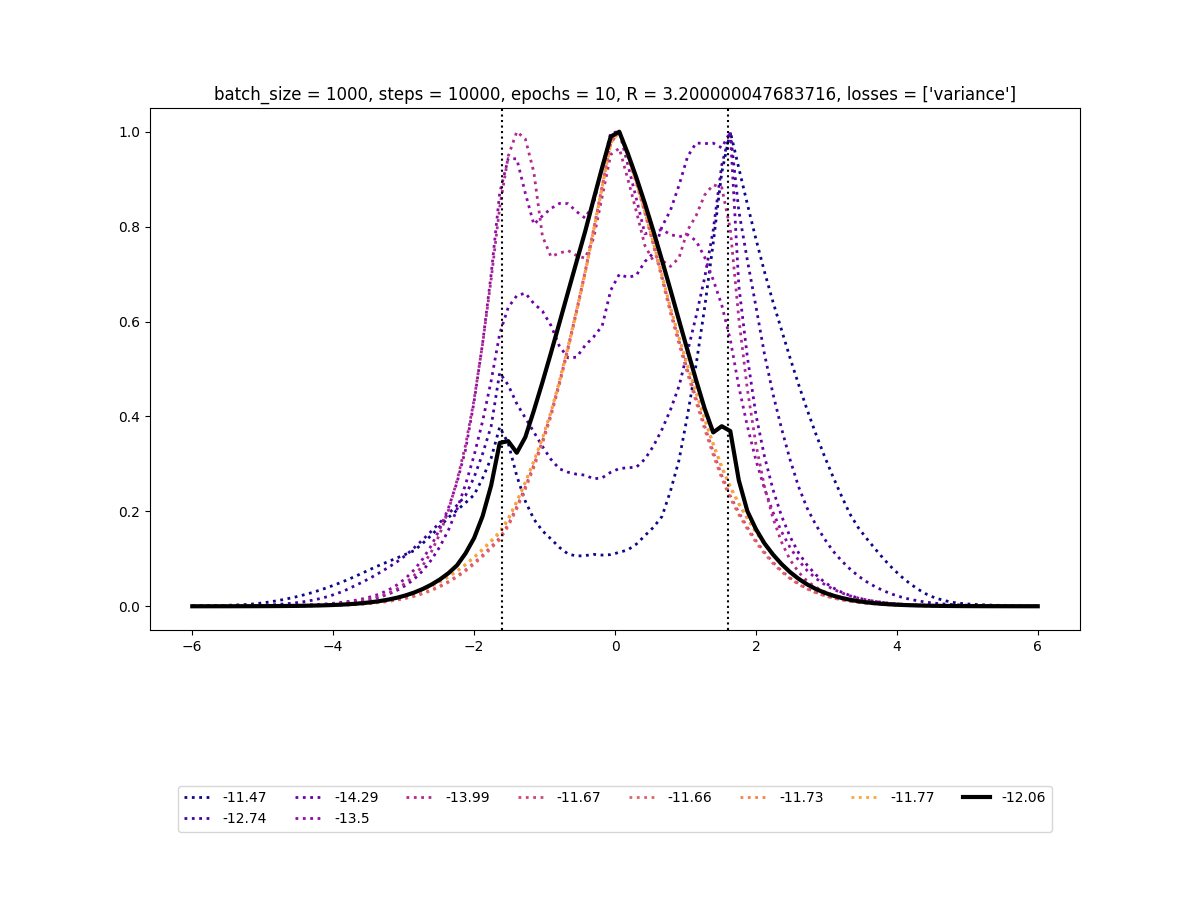 batch_size = 1000, steps = 10000, epochs = 10, R = 3.200000047683716, losses = ['variance']
1.0
0.8
0.6
0.4
0.2
0.0
−6 −4 −2 0 2 4 6
-11.47 -14.29 -13.99 -11.67 -11.66 -11.73 -11.77 -12.06
-12.74 -13.5